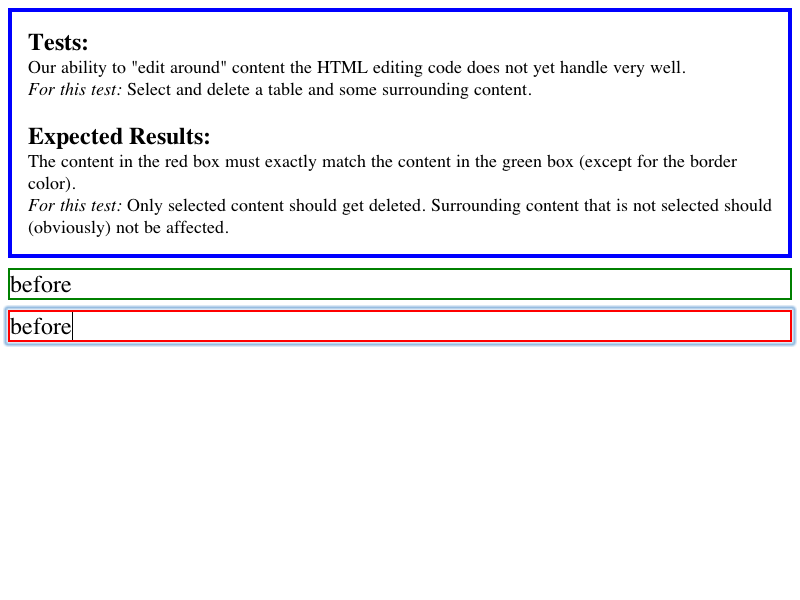 Tests:
Our ability to "edit around" content the HTML editing code does not yet handle very well.
For this test: Select and delete a table and some surrounding content.
Expected Results:
The content in the red box must exactly match the content in the green box (except for the border
color).
For this test: Only selected content should get deleted. Surrounding content that is not selected should
(obviously) not be affected.
before
before